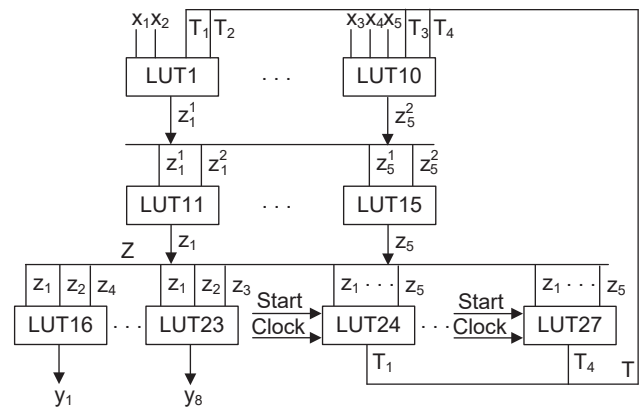 x₁x₂ T₁ T₂ x₃x₄x₅ T₃ T₄
LUT1 . . . LUT10
z₁¹ z₅²
z₁¹ z₁² z₅¹ z₅²
LUT11 . . . LUT15
z₁ z₅
Z
z₁ z₂ z₄ z₁ z₂ z₃ Start z₁ . . . z₅ Start z₁ . . . z₅
LUT16 . . . LUT23 Clock LUT24 . . . Clock LUT27
T₁ T₄ T
y₁ y₈